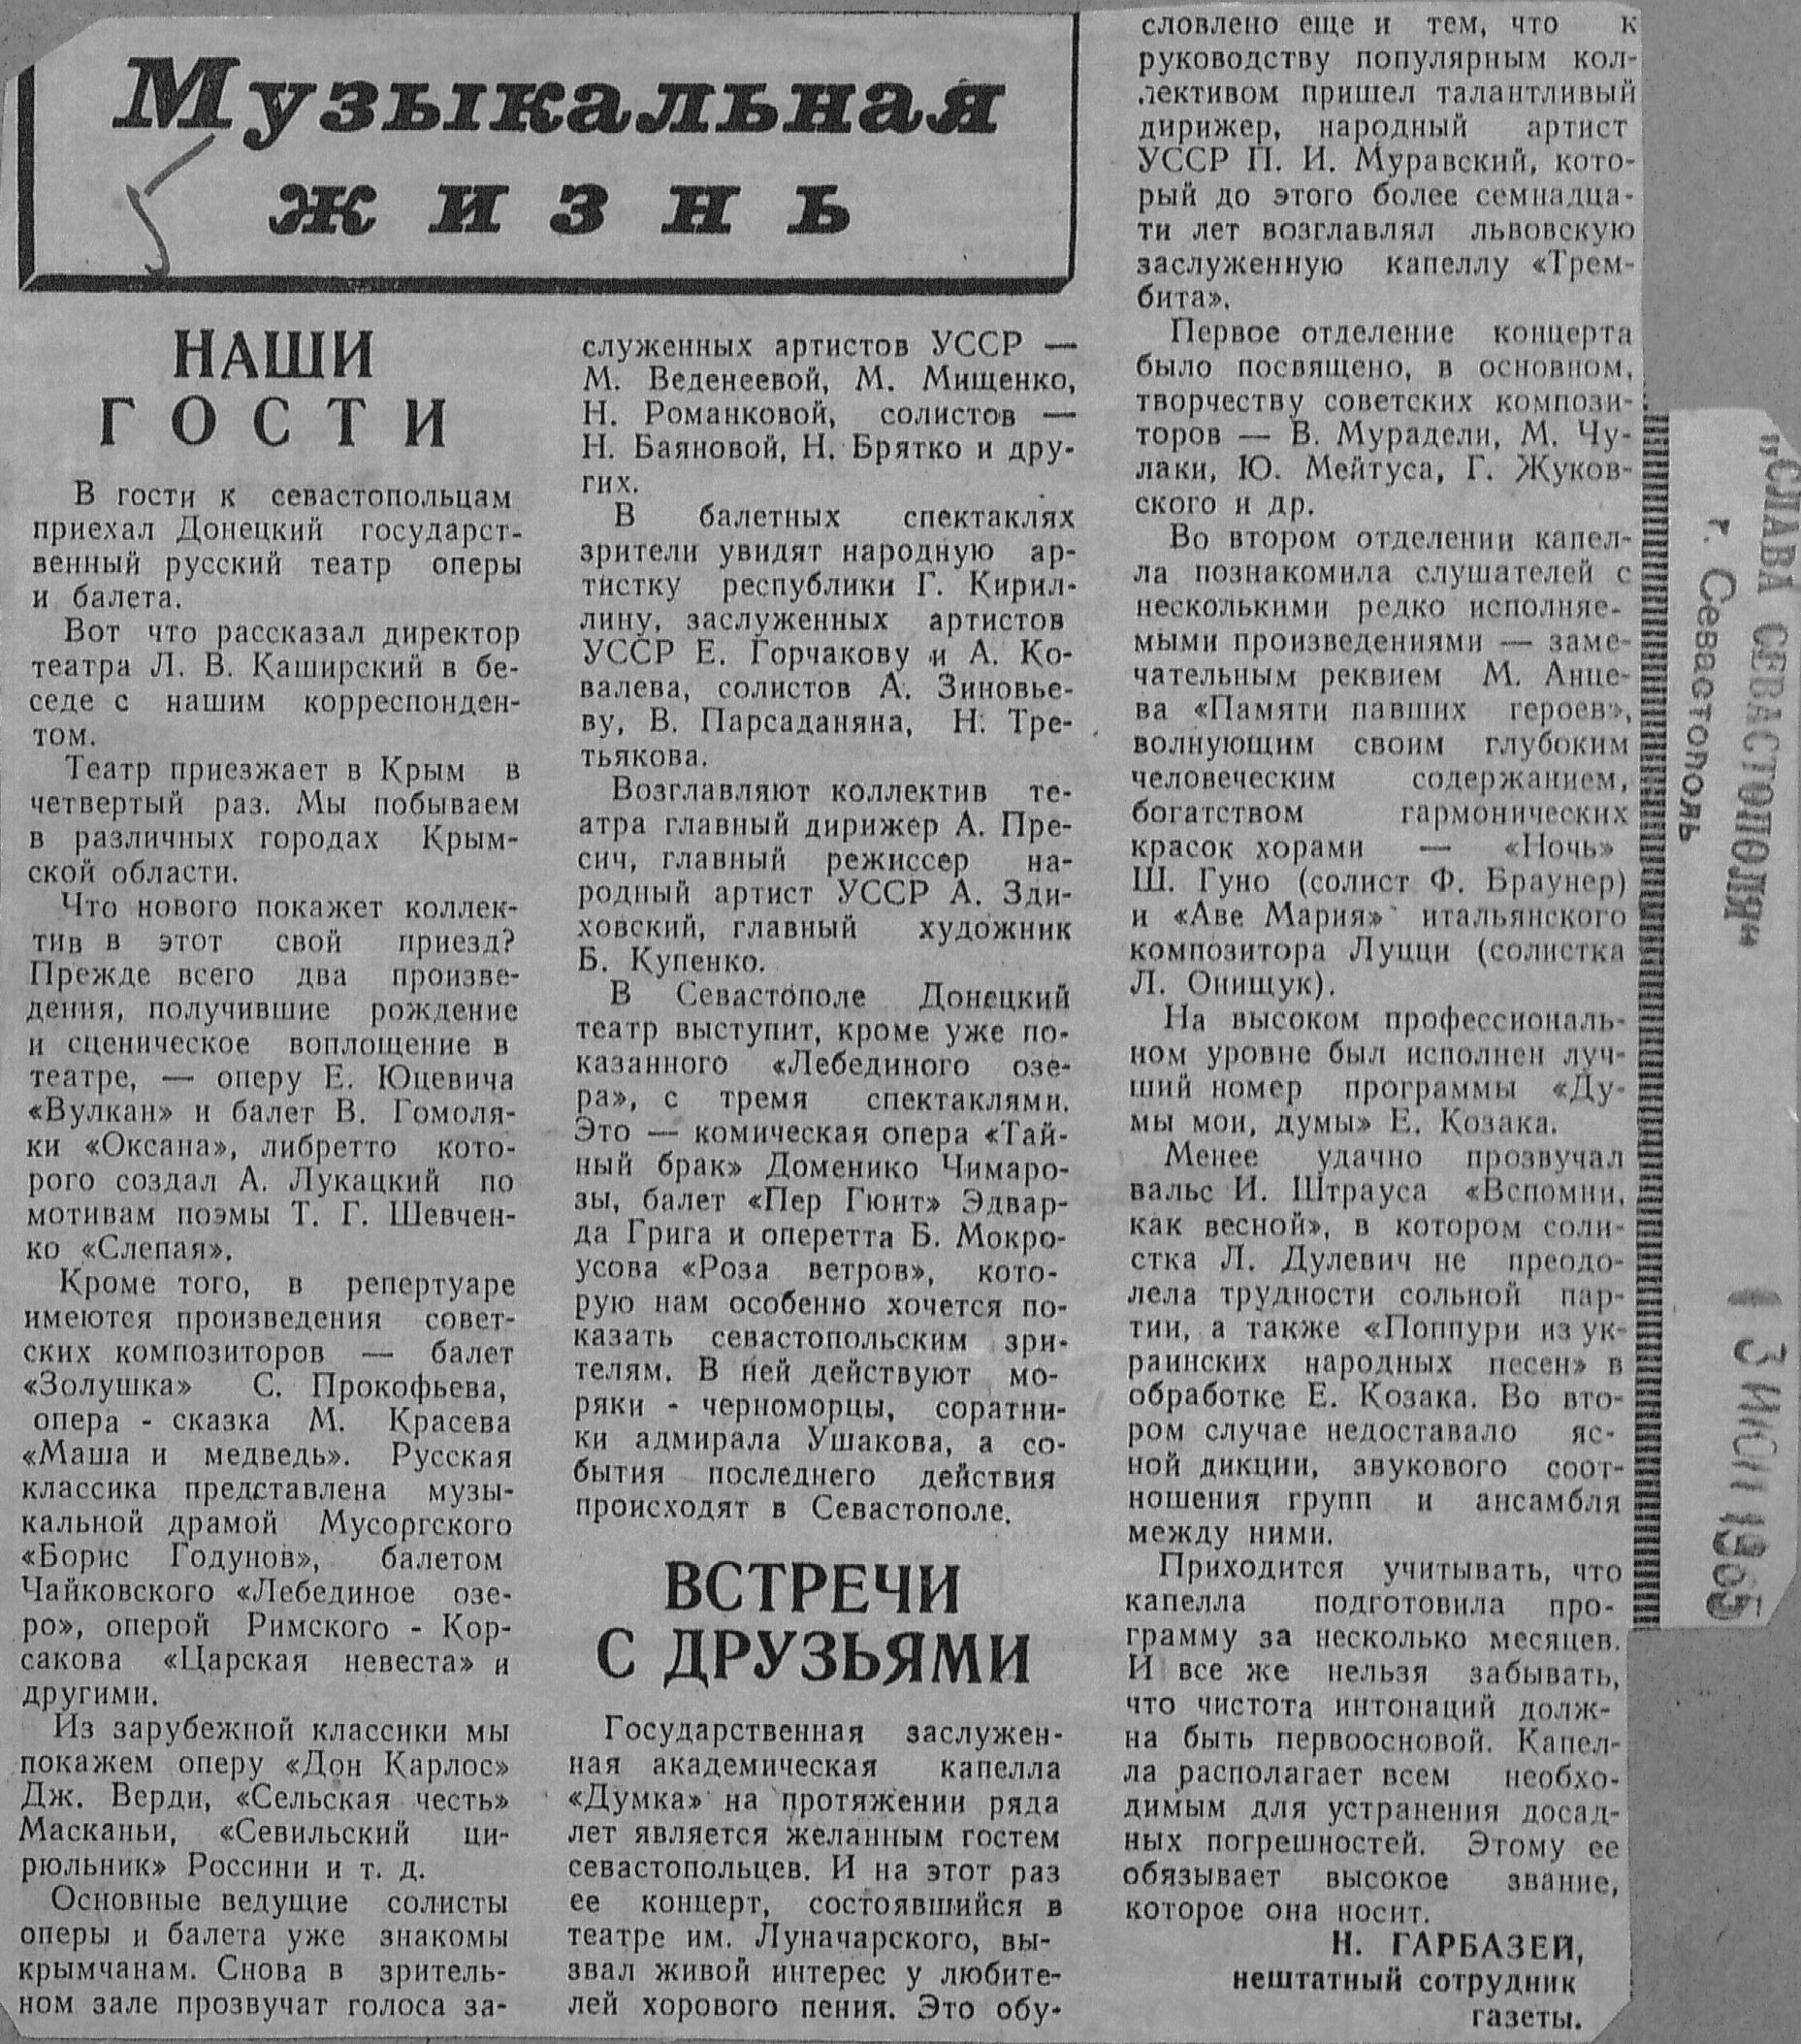 Музыкальная
жизнь
НАШИ
ГОСТИ
В гости к севастопольцам
приехал Донецкий государст-
венный русский театр оперы
и балета.
Вот что рассказал директор
театра Л. В. Каширский в бе-
седе с нашим корреспонден-
том.
Театр приезжает в Крым в
четвертый раз. Мы побываем
в различных городах Крым-
ской области.
Что нового покажет коллек-
тив в этот свой приезд?
Прежде всего два произве-
дения, получившие рождение
и сценическое воплощение в
театре, — оперу Е. Юцевича
«Вулкан» и балет В. Гомоля-
ки «Оксана», либретто кото-
рого создал А. Лукацкий по
мотивам поэмы Т. Г. Шевчен-
ко «Слепая».
Кроме того, в репертуаре
имеются произведения совет-
ских композиторов — балет
«Золушка» С. Прокофьева,
опера - сказка М. Красева
«Маша и медведь». Русская
классика представлена музы-
кальной драмой Мусоргского
«Борис Годунов», балетом
Чайковского «Лебединое озе-
ро», оперой Римского - Кор-
сакова «Царская невеста» и
другими.
Из зарубежной классики мы
покажем оперу «Дон Карлос»
Дж. Верди, «Сельская честь»
Масканьи, «Севильский ци-
рюльник» Россини и т. д.
Основные ведущие солисты
оперы и балета уже знакомы
крымчанам. Снова в зритель-
ном зале прозвучат голоса за-
служенных артистов УССР —
М. Веденеевой, М. Мищенко,
Н. Романковой, солистов —
Н. Баяновой, Н. Брятко и дру-
гих.
В балетных спектаклях
зрители увидят народную ар-
тистку республики Г. Кирил-
лину, заслуженных артистов
УССР Е. Горчакову и А. Ко-
валева, солистов А. Зиновье-
ву, В. Парсаданяна, Н. Тре-
тьякова.
Возглавляют коллектив те-
атра главный дирижер А. Пре-
сич, главный режиссер на-
родный артист УССР А. Зди-
ховский, главный художник
Б. Купенко.
В Севастополе Донецкий
театр выступит, кроме уже по-
казанного «Лебединого озе-
ра», с тремя спектаклями.
Это — комическая опера «Тай-
ный брак» Доменико Чимаро-
зы, балет «Пер Гюнт» Эдвар-
да Грига и оперетта Б. Мокро-
усова «Роза ветров», кото-
рую нам особенно хочется по-
казать севастопольским зри-
телям. В ней действуют мо-
ряки - черноморцы, соратни-
ки адмирала Ушакова, а со-
бытия последнего действия
происходят в Севастополе.
ВСТРЕЧИ
С ДРУЗЬЯМИ
Государственная заслужен-
ная академическая капелла
«Думка» на протяжении ряда
лет является желанным гостем
севастопольцев. И на этот раз
ее концерт, состоявшийся в
театре им. Луначарского, вы-
звал живой интерес у любите-
лей хорового пения. Это обу-
словлено еще и тем, что к
руководству популярным кол-
лективом пришел талантливый
дирижер, народный артист
УССР П. И. Муравский, кото-
рый до этого более семнадца-
ти лет возглавлял львовскую
заслуженную капеллу «Трем-
бита».
Первое отделение концерта
было посвящено, в основном,
творчеству советских компози-
торов — В. Мурадели, М. Чу-
лаки, Ю. Мейтуса, Г. Жуков-
ского и др.
Во втором отделении капел-
ла познакомила слушателей с
несколькими редко исполняе-
мыми произведениями — заме-
чательным реквием М. Анце-
ва «Памяти павших героев»,
волнующим своим глубоким
человеческим содержанием,
богатством гармонических
красок хорами — «Ночь»
Ш. Гуно (солист Ф. Браунер)
и «Аве Мария» итальянского
композитора Луцци (солистка
Л. Онищук).
На высоком профессиональ-
ном уровне был исполнен луч-
ший номер программы «Ду-
мы мои, думы» Е. Козака.
Менее удачно прозвучал
вальс И. Штрауса «Вспомни,
как весной», в котором соли-
стка Л. Дулевич не преодо-
лела трудности сольной пар-
тии, а также «Поппури из ук-
раинских народных песен» в
обработке Е. Козака. Во вто-
ром случае недоставало яс-
ной дикции, звукового соот-
ношения групп и ансамбля
между ними.
Приходится учитывать, что
капелла подготовила про-
грамму за несколько месяцев.
И все же нельзя забывать,
что чистота интонаций долж-
на быть первоосновой. Капел-
ла располагает всем необхо-
димым для устранения досад-
ных погрешностей. Этому ее
обязывает высокое звание,
которое она носит.
Н. ГАРБАЗЕЙ,
нештатный сотрудник
газеты.
„СЛАВА СЕВАСТОПОЛЯ“
г. Севастополь
1965